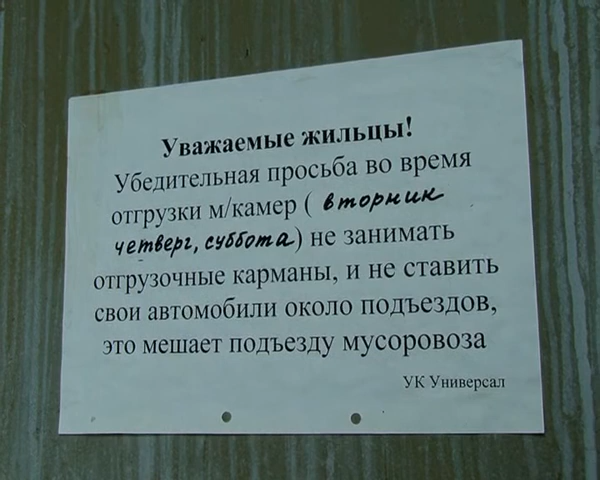 Уважаемые жильцы!
Убедительная просьба во время
отгрузки м/камер ( вторник
четверг, суббота) не занимать
отгрузочные карманы, и не ставить
свои автомобили около подъездов,
это мешает подъезду мусоровоза
УК Универсал